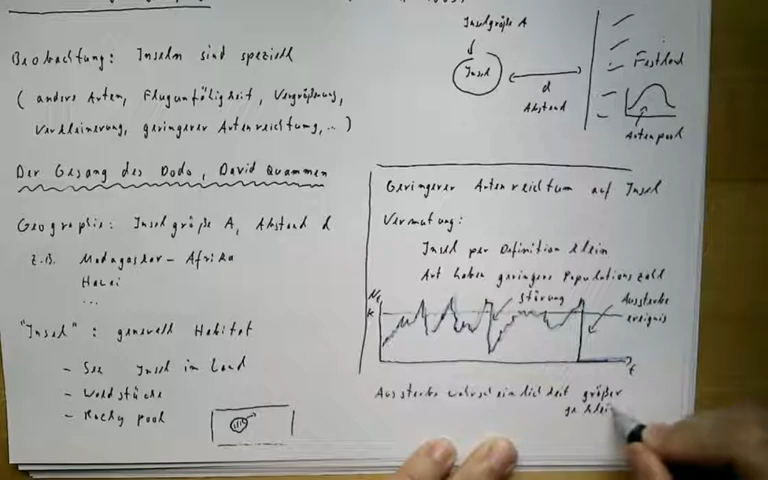 Beobachtung: Inseln sind speziell
( anders Arten, Flugunfähigkeit, Vergrößerung,
Verkleinerung, geringerer Artenreichtum, ... )
Der Gesang des Dodo, David Quammen
Geographie: Inselgröße A, Abstand d
z.B. Madagaskar - Afrika
Hawai
...
"Insel": generell Habitat
- See Insel im Land
- Waldstücke
- Rocky pool
Inselgröße A
Insel
d
Abstand
Festland
Artenpool
Geringerer Artenreichtum auf Insel
Vermutung:
Insel per Definition klein
Art haben geringere Populationszahl
N
K
Störung
Aussterbe
ereignis
t
Aussterbewahrscheinlichkeit größer
je klein